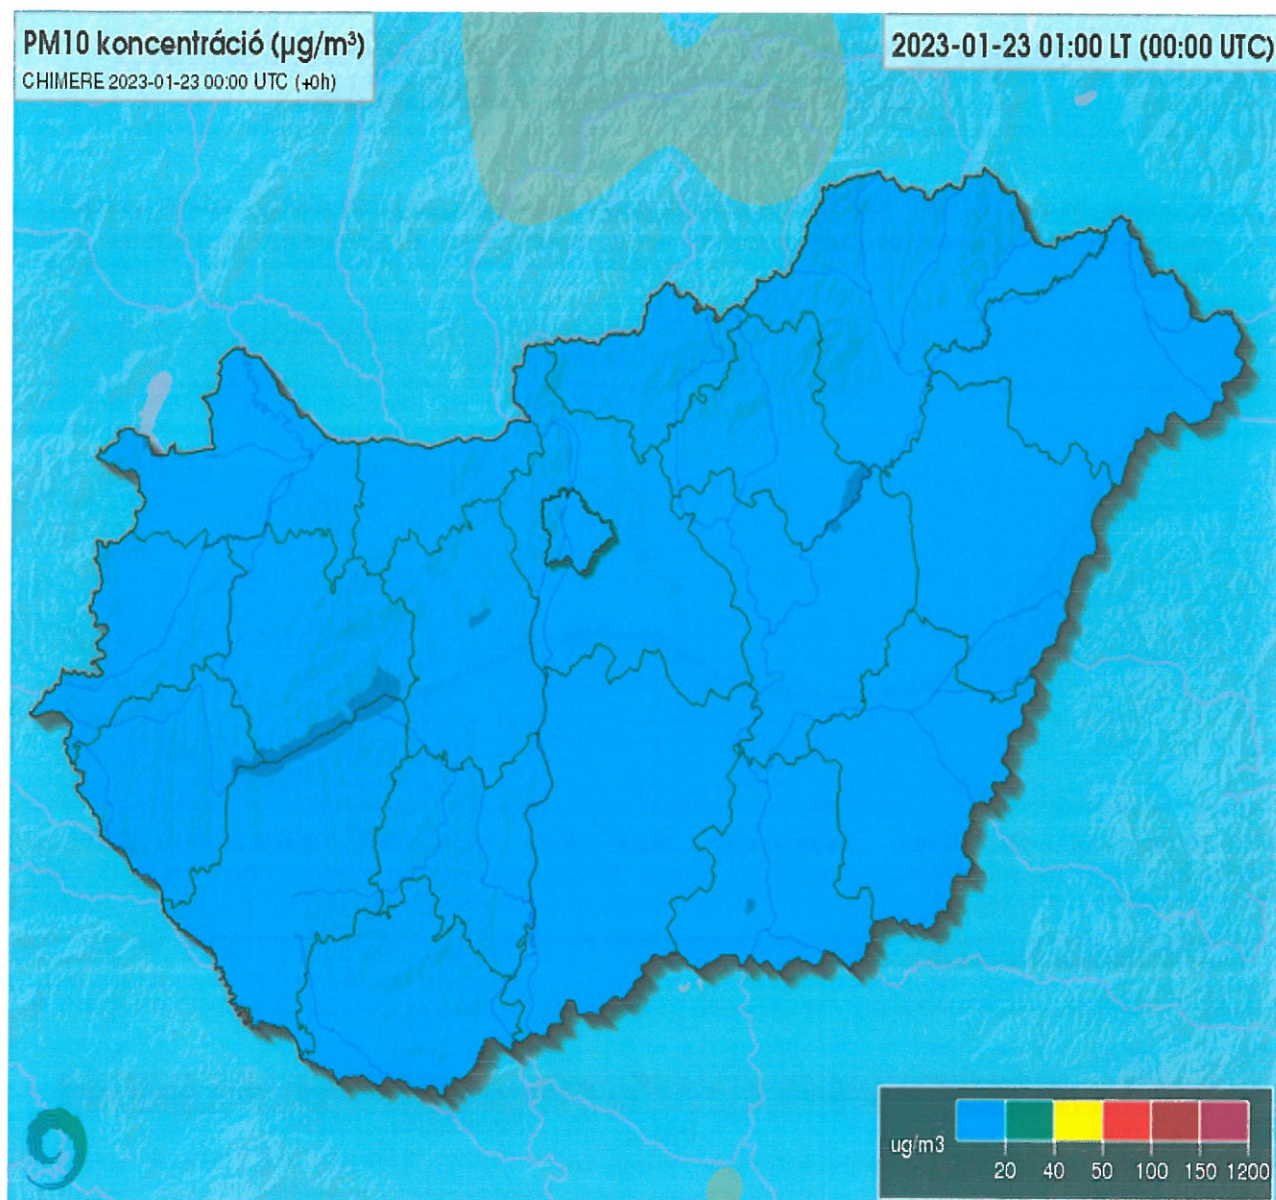 PM10 koncentráció (µg/m³)
CHIMERE 2023-01-23 00:00 UTC (+0h)
2023-01-23 01:00 LT (00:00 UTC)
ug/m3
20 40 50 100 150 1200